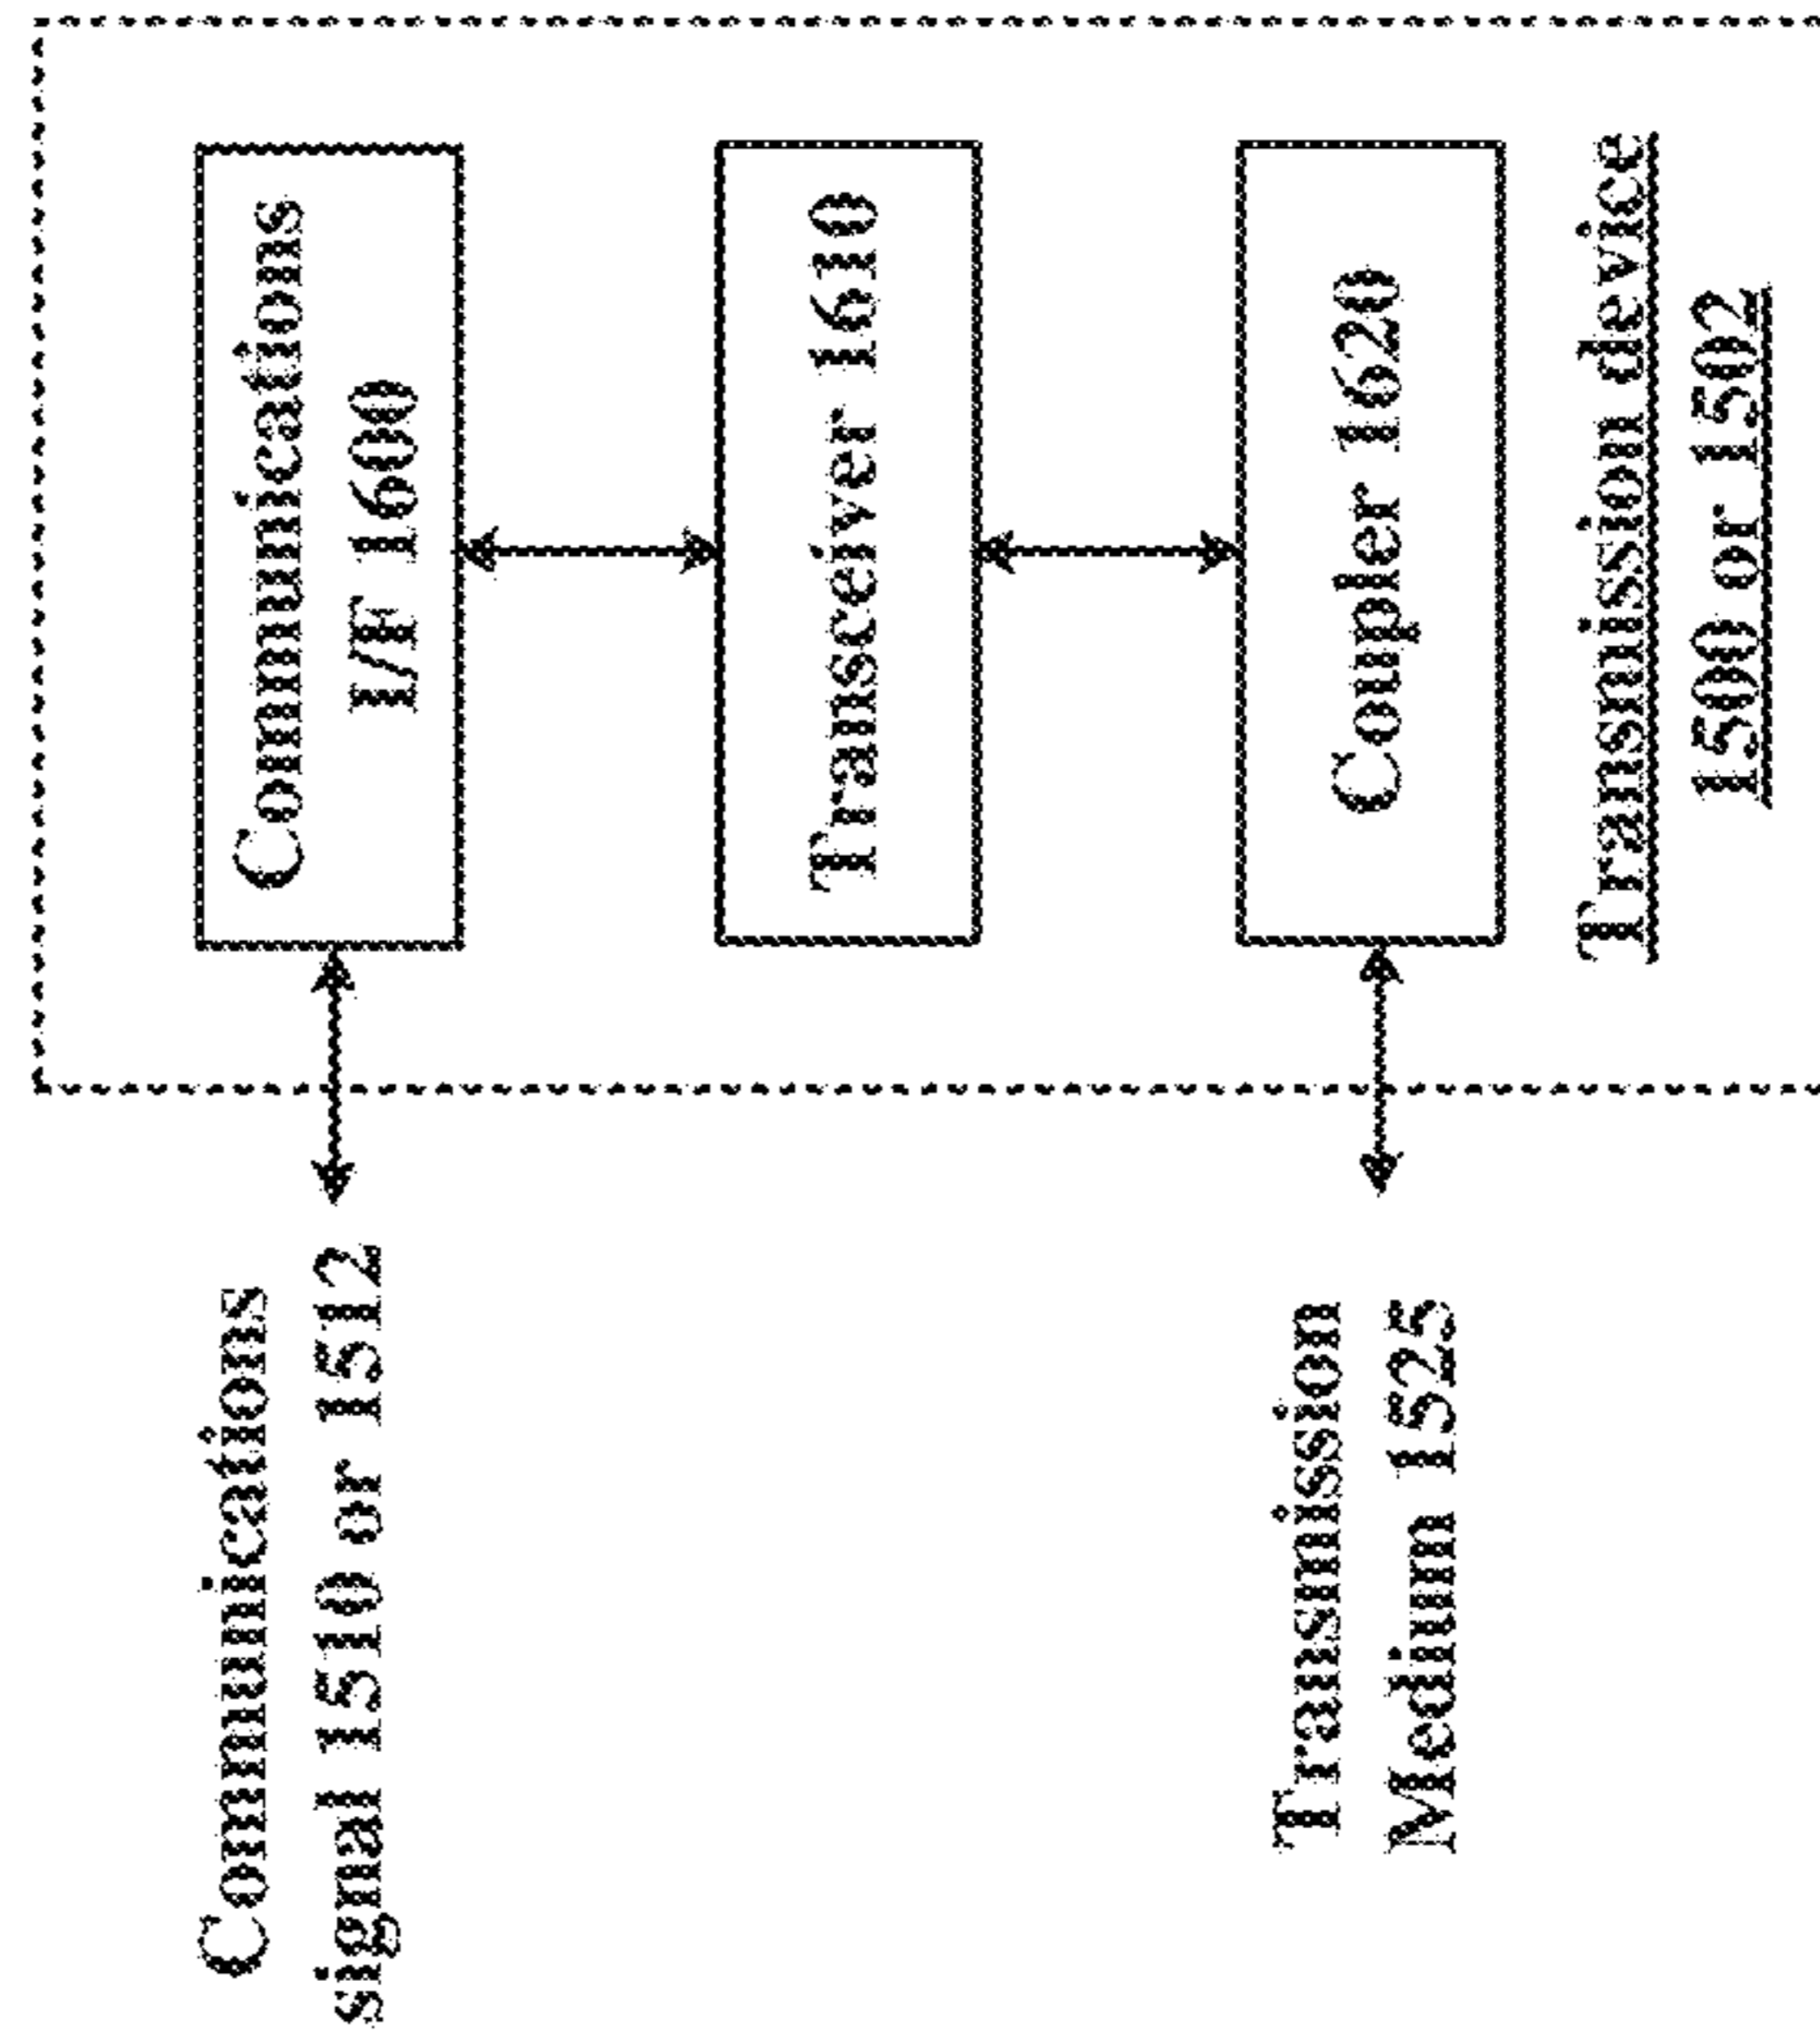 Communications
signal 1510 or 1512
Communications
I/F 1600
Transceiver 1610
Transmission
Medium 1525
Coupler 1620
Transmission device
1500 or 1502